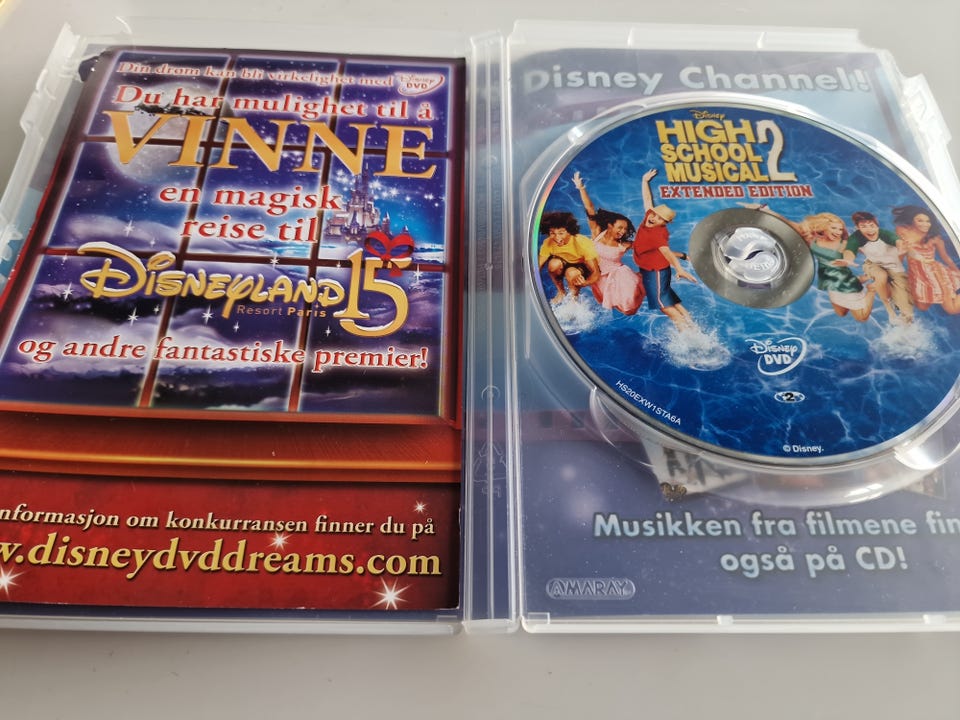 Din drøm kan bli virkelighet med Disney DVD
Du har mulighet til å
VINNE
en magisk
reise til
Disneyland 15
Resort Paris
og andre fantastiske premier!
nformasjon om konkurransen finner du på
w.disneydvddreams.com
Disney Channel!
Disney
HIGH
SCHOOL
MUSICAL 2
EXTENDED EDITION
Disney
DVD
2
HS20EXW1STA6A
© Disney.
Musikken fra filmene fin
også på CD!
AMARAY